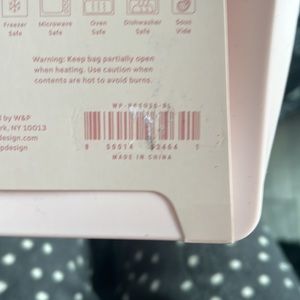 Freezer Safe
Microwave Safe
Oven Safe
Dishwasher Safe
Sous Vide
Warning: Keep bag partially open
when heating. Use caution when
contents are hot to avoid burns.
d by W&P
rk, NY 10013
design.com
pdesign
MADE IN CHINA